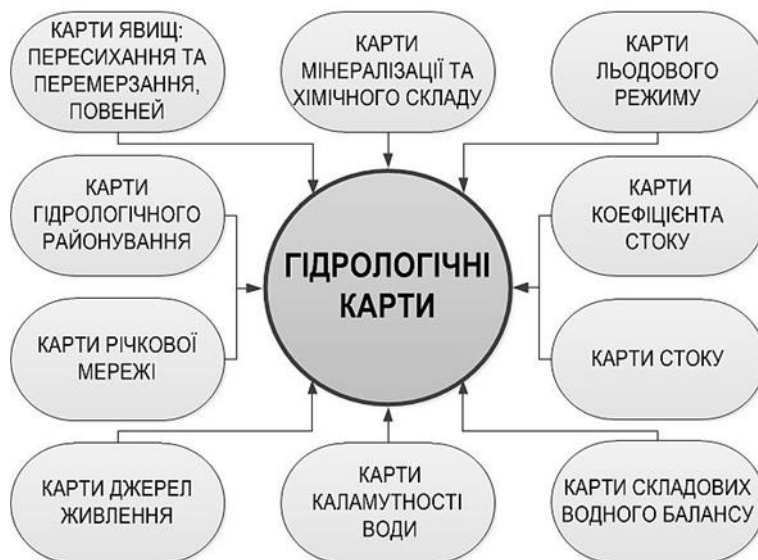 КАРТИ ЯВИЩ:
ПЕРЕСИХАННЯ ТА
ПЕРЕМЕРЗАННЯ,
ПОВЕНЕЙ
КАРТИ
МІНЕРАЛІЗАЦІЇ ТА
ХІМІЧНОГО СКЛАДУ
КАРТИ
ЛЬОДОВОГО
РЕЖИМУ
КАРТИ
ГІДРОЛОГІЧНОГО
РАЙОНУВАННЯ
ГІДРОЛОГІЧНІ
КАРТИ
КАРТИ
КОЕФІЦІЄНТА
СТОКУ
КАРТИ РІЧКОВОЇ
МЕРЕЖІ
КАРТИ СТОКУ
КАРТИ ДЖЕРЕЛ
ЖИВЛЕННЯ
КАРТИ
КАЛАМУТНОСТІ
ВОДИ
КАРТИ СКЛАДОВИХ
ВОДНОГО БАЛАНСУ